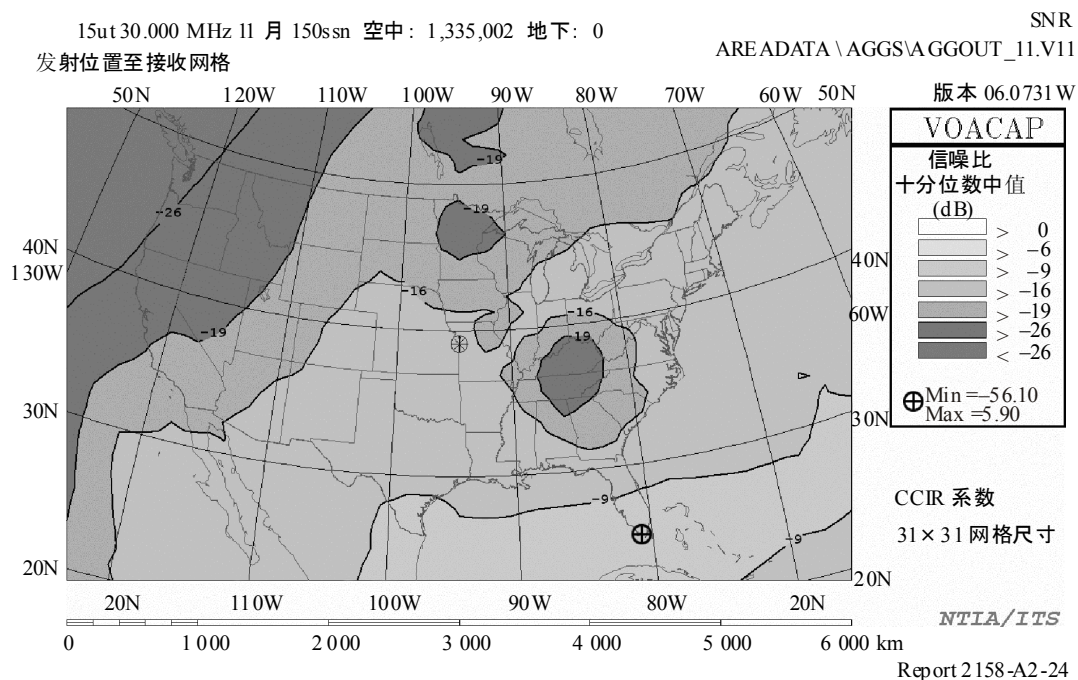 15ut 30.000 MHz 11 月 150ssn 空中: 1,335,002 地下: 0
SNR
AREADATA \ AGGS\AGGOUT_11.V11
发射位置至接收网格
50N 120W 110W 100W 90W 80W 70W 60W 50N
版本 06.0731W
VOACAP
信噪比
十分位数中值
(dB)
> 0
> –6
> –9
> –16
> –19
> –26
< –26
Min =–56.10
Max =5.90
40N
130W
30N
20N
40N
60W
30N
20N
-26
-19
-19
-19
-16
-16
-19
-9
-9
20N 110W 100W 90W 80W 20N
0 1 000 2 000 3 000 4 000 5 000 6 000 km
CCIR 系数
31× 31 网格尺寸
NTIA/ITS
Report 2158-A2-24